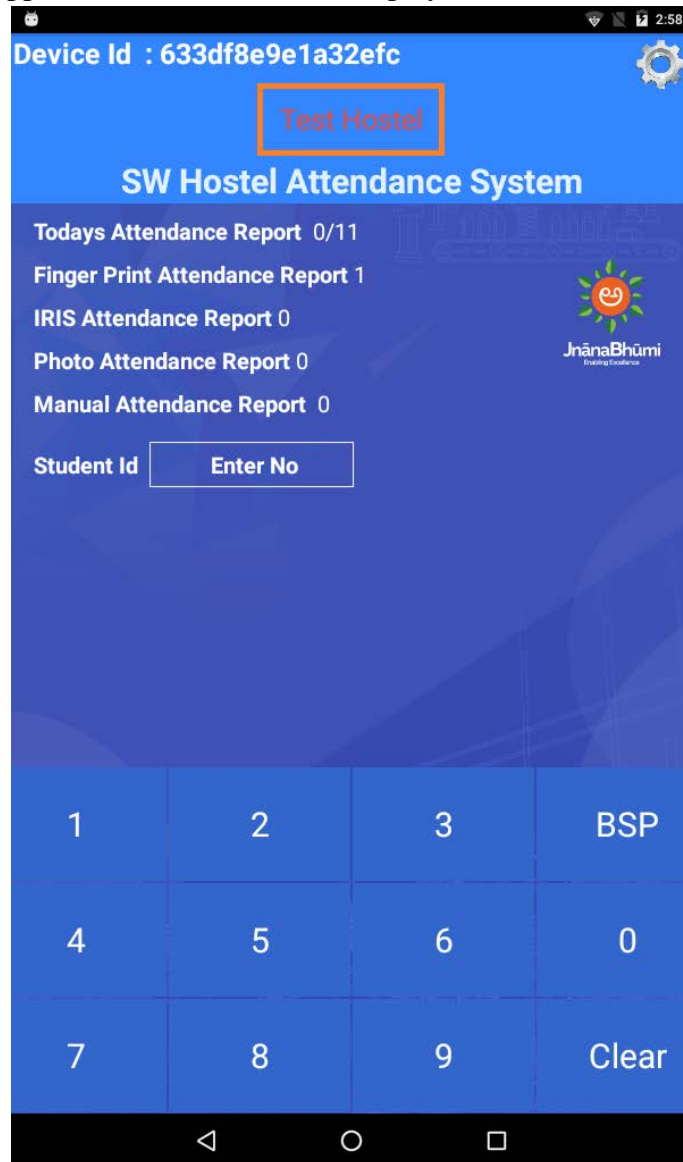 2:58
Device Id : 633df8e9e1a32efc
Test Hostel
SW Hostel Attendance System
Todays Attendance Report 0/11
Finger Print Attendance Report 1
IRIS Attendance Report 0
Photo Attendance Report 0
Manual Attendance Report 0
JnānaBhūmi
Enabling Excellence
Student Id Enter No
1 2 3 BSP
4 5 6 0
7 8 9 Clear